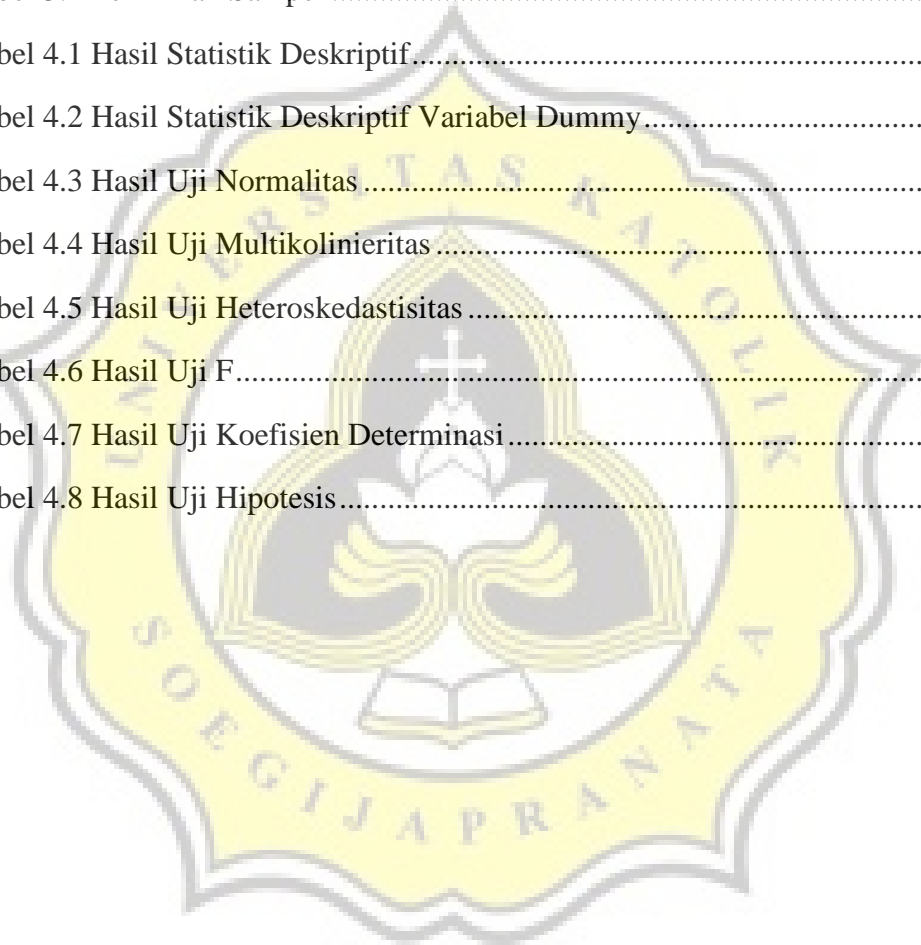 bel 4.1 Hasil Statistik Deskriptif
bel 4.2 Hasil Statistik Deskriptif Variabel Dummy
bel 4.3 Hasil Uji Normalitas
bel 4.4 Hasil Uji Multikolinieritas
bel 4.5 Hasil Uji Heteroskedastisitas
bel 4.6 Hasil Uji F
bel 4.7 Hasil Uji Koefisien Determinasi
bel 4.8 Hasil Uji Hipotesis
UNIVERSITAS KATOLIK
SOEGIJAPRANATA